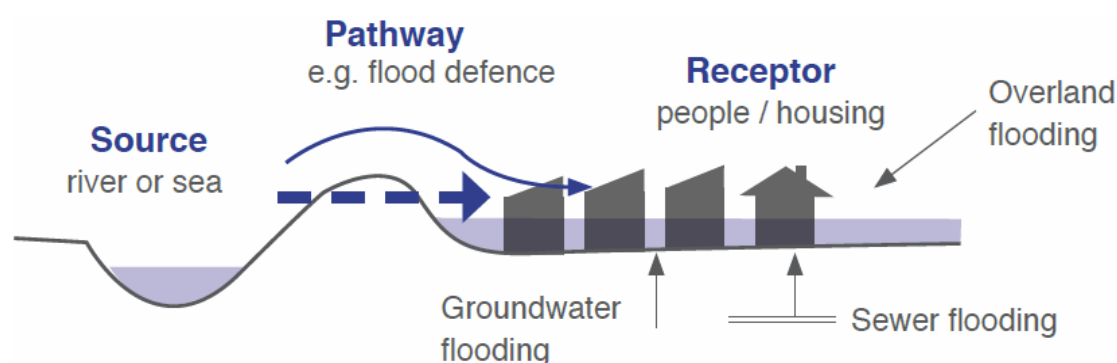 Pathway
e.g. flood defence
Receptor
people / housing
Overland
flooding
Source
river or sea
Groundwater
flooding
Sewer flooding